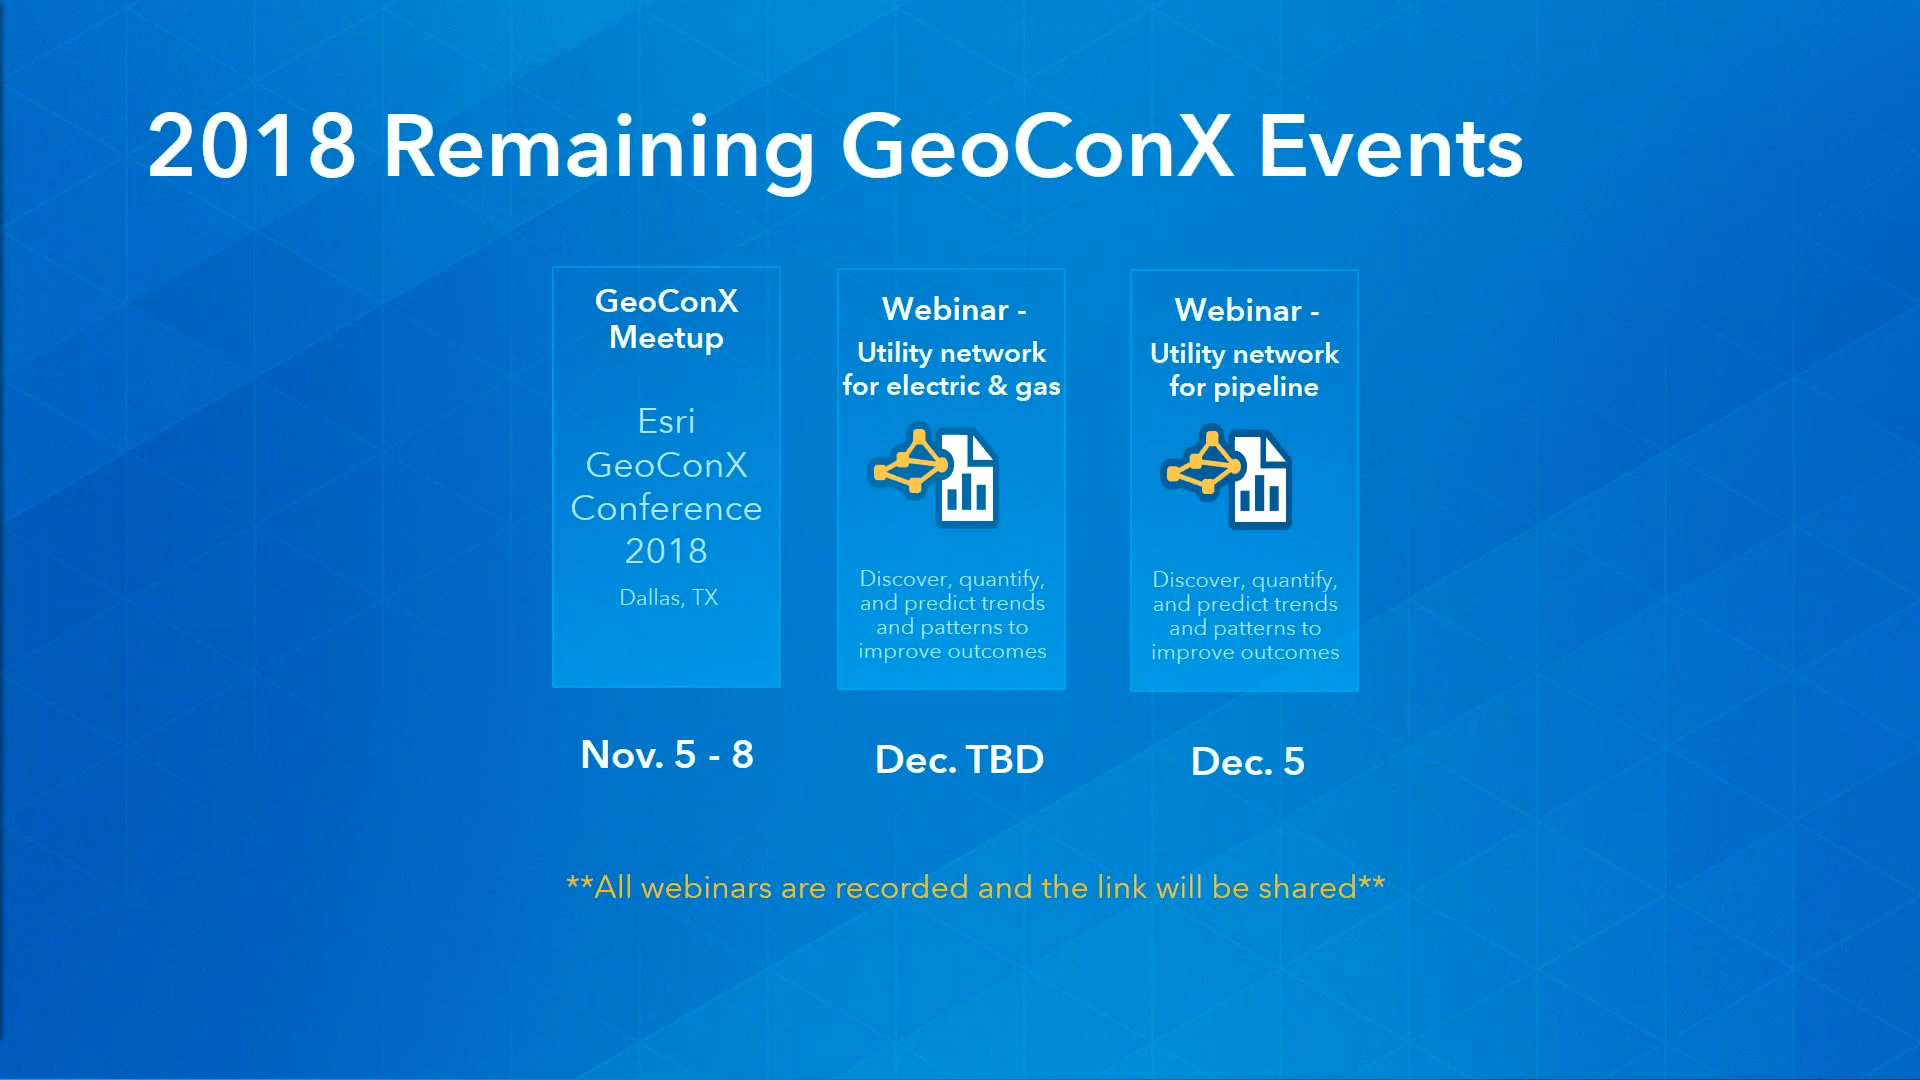 2018 Remaining GeoConX Events
GeoConX
Meetup
Esri
GeoConX
Conference
2018
Dallas, TX
Nov. 5 - 8
Webinar -
Utility network
for electric & gas
Discover, quantify,
and predict trends
and patterns to
improve outcomes
Dec. TBD
Webinar -
Utility network
for pipeline
Discover, quantify,
and predict trends
and patterns to
improve outcomes
Dec. 5
**All webinars are recorded and the link will be shared**